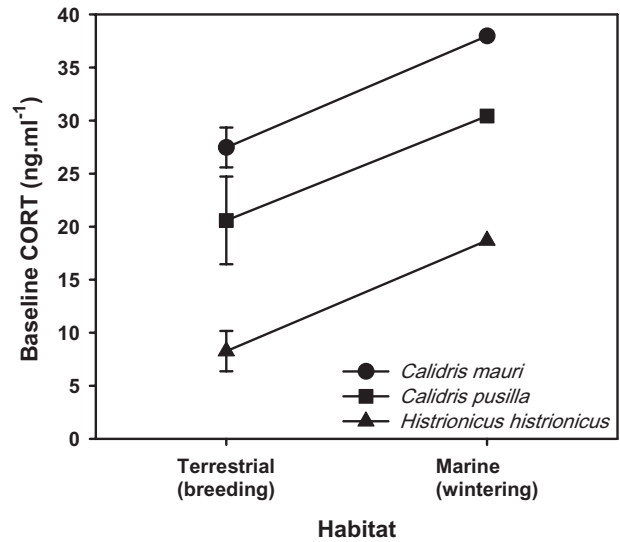 40
35
30
25
20
15
10
5
0
Baseline CORT (ng.ml⁻¹)
Calidris mauri
Calidris pusilla
Histrionicus histrionicus
Terrestrial Marine
(breeding) (wintering)
Habitat